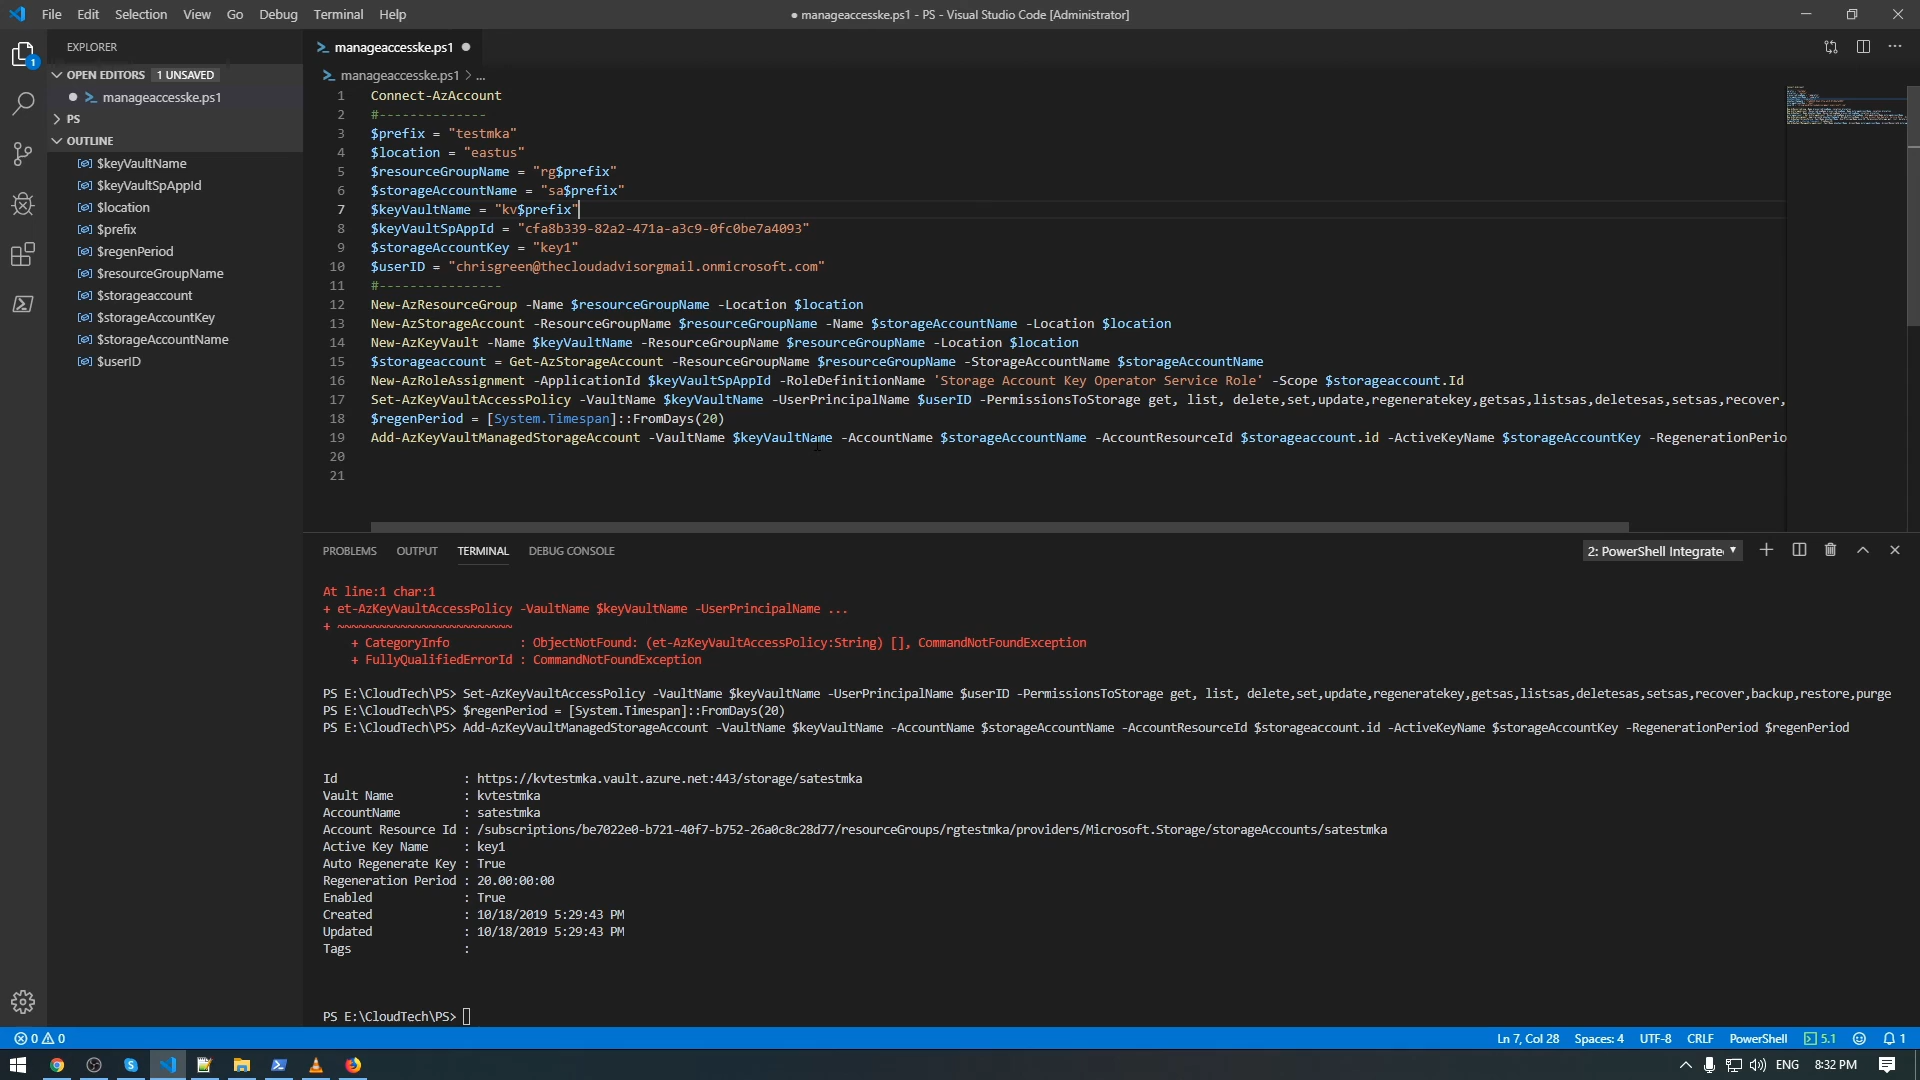 File Edit Selection View Go Debug Terminal Help
● manageaccesske.ps1 - PS - Visual Studio Code [Administrator]
1
EXPLORER
OPEN EDITORS 1 UNSAVED
manageaccesske.ps1
PS
OUTLINE
$keyVaultName
$keyVaultSpAppId
$location
$prefix
$regenPeriod
$resourceGroupName
$storageaccount
$storageAccountKey
$storageAccountName
$userID
manageaccesske.ps1
manageaccesske.ps1 > ...
1 Connect-AzAccount
2 #--------------
3 $prefix = "testmka"
4 $location = "eastus"
5 $resourceGroupName = "rg$prefix"
6 $storageAccountName = "sa$prefix"
7 $keyVaultName = "kv$prefix"
8 $keyVaultSpAppId = "cfa8b339-82a2-471a-a3c9-0fc0be7a4093"
9 $storageAccountKey = "key1"
10 $userID = "chrisgreen@thecloudadvisorgmail.onmicrosoft.com"
11 #----------------
12 New-AzResourceGroup -Name $resourceGroupName -Location $location
13 New-AzStorageAccount -ResourceGroupName $resourceGroupName -Name $storageAccountName -Location $location
14 New-AzKeyVault -Name $keyVaultName -ResourceGroupName $resourceGroupName -Location $location
15 $storageaccount = Get-AzStorageAccount -ResourceGroupName $resourceGroupName -StorageAccountName $storageAccountName
16 New-AzRoleAssignment -ApplicationId $keyVaultSpAppId -RoleDefinitionName 'Storage Account Key Operator Service Role' -Scope $storageaccount.Id
17 Set-AzKeyVaultAccessPolicy -VaultName $keyVaultName -UserPrincipalName $userID -PermissionsToStorage get, list, delete,set,update,regeneratekey,getsas,listsas,deletesas,setsas,recover,
18 $regenPeriod = [System.Timespan]::FromDays(20)
19 Add-AzKeyVaultManagedStorageAccount -VaultName $keyVaultName -AccountName $storageAccountName -AccountResourceId $storageaccount.id -ActiveKeyName $storageAccountKey -RegenerationPerio
20
21
PROBLEMS OUTPUT TERMINAL DEBUG CONSOLE
2: PowerShell Integrate
At line:1 char:1
+ et-AzKeyVaultAccessPolicy -VaultName $keyVaultName -UserPrincipalName ...
+ ~~~~~~~~~~~~~~~~~~~~~~~~~
+ CategoryInfo : ObjectNotFound: (et-AzKeyVaultAccessPolicy:String) [], CommandNotFoundException
+ FullyQualifiedErrorId : CommandNotFoundException
PS E:\CloudTech\PS> Set-AzKeyVaultAccessPolicy -VaultName $keyVaultName -UserPrincipalName $userID -PermissionsToStorage get, list, delete,set,update,regeneratekey,getsas,listsas,deletesas,setsas,recover,backup,restore,purge
PS E:\CloudTech\PS> $regenPeriod = [System.Timespan]::FromDays(20)
PS E:\CloudTech\PS> Add-AzKeyVaultManagedStorageAccount -VaultName $keyVaultName -AccountName $storageAccountName -AccountResourceId $storageaccount.id -ActiveKeyName $storageAccountKey -RegenerationPeriod $regenPeriod
Id : https://kvtestmka.vault.azure.net:443/storage/satestmka
Vault Name : kvtestmka
AccountName : satestmka
Account Resource Id : /subscriptions/be7022e0-b721-40f7-b752-26a0c8c28d77/resourceGroups/rgtestmka/providers/Microsoft.Storage/storageAccounts/satestmka
Active Key Name : key1
Auto Regenerate Key : True
Regeneration Period : 20.00:00:00
Enabled : True
Created : 10/18/2019 5:29:43 PM
Updated : 10/18/2019 5:29:43 PM
Tags :
PS E:\CloudTech\PS>
0 0
Ln 7, Col 28 Spaces: 4 UTF-8 CRLF PowerShell 5.1 1
ENG 8:32 PM